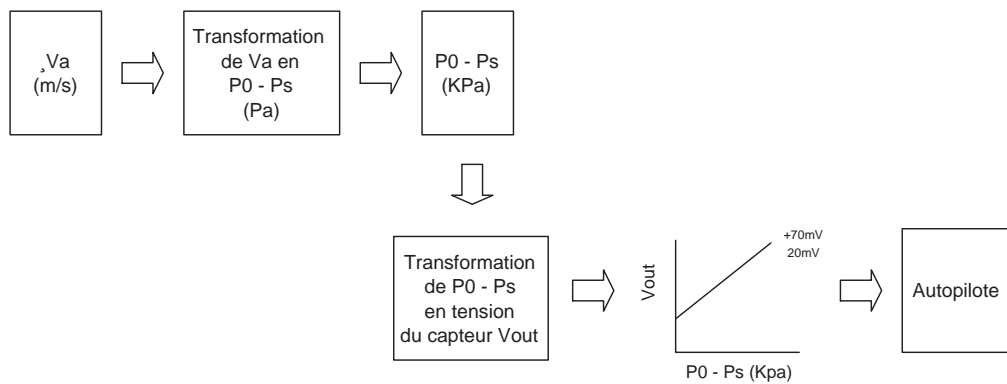 ¸Va
(m/s)
Transformation
de Va en
P0 - Ps
(Pa)
P0 - Ps
(KPa)
Transformation
de P0 - Ps
en tension
du capteur Vout
Vout
+70mV
20mV
P0 - Ps (Kpa)
Autopilote